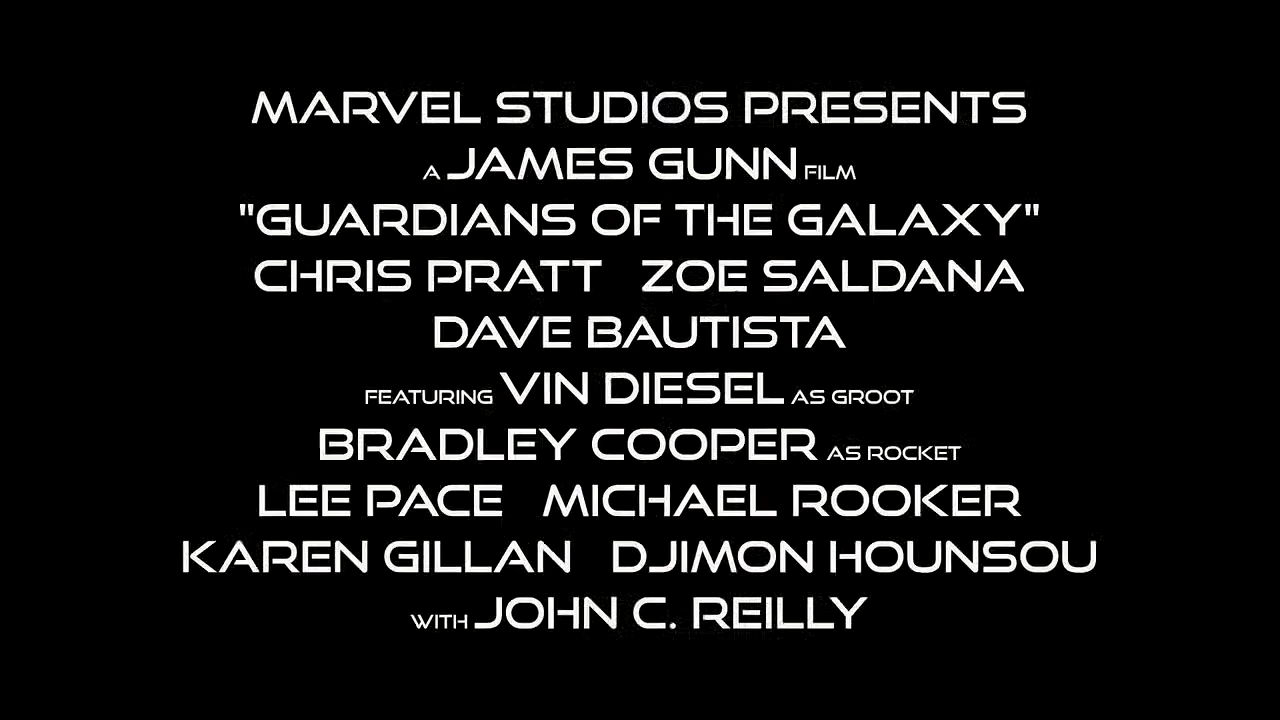 MARVEL STUDIOS PRESENTS
A JAMES GUNN FILM
"GUARDIANS OF THE GALAXY"
CHRIS PRATT ZOE SALDANA
DAVE BAUTISTA
FEATURING VIN DIESEL AS GROOT
BRADLEY COOPER AS ROCKET
LEE PACE MICHAEL ROOKER
KAREN GILLAN DJIMON HOUNSOU
WITH JOHN C. REILLY